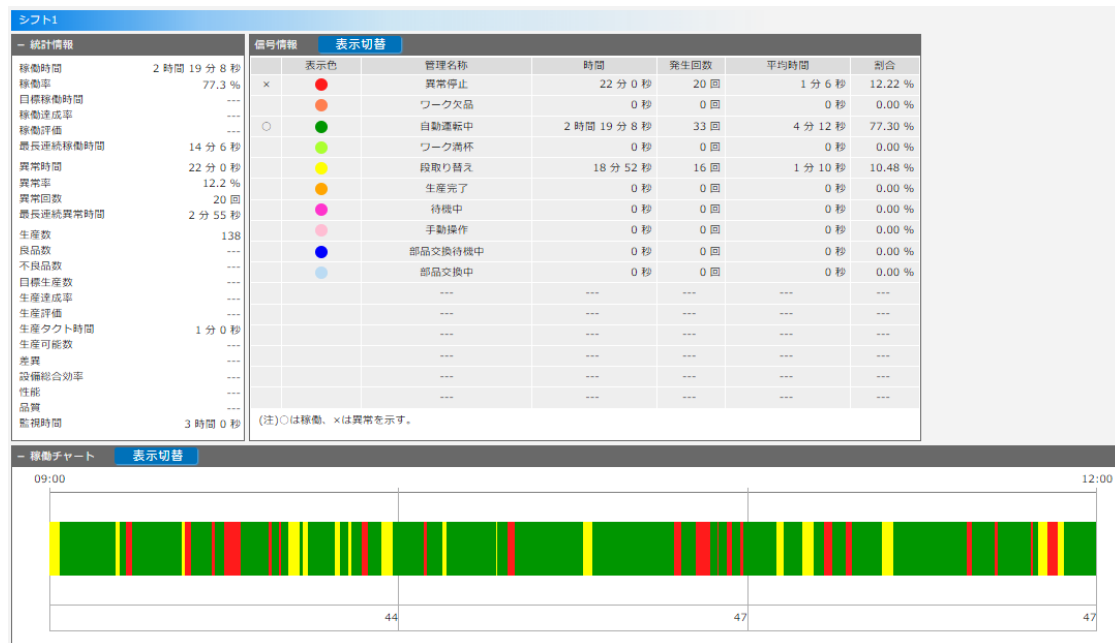 シフト1
− 統計情報
稼働時間 2 時間 19 分 8 秒
稼働率 77.3 %
目標稼働時間 ---
稼働達成率 ---
稼働評価 ---
最長連続稼働時間 14 分 6 秒
異常時間 22 分 0 秒
異常率 12.2 %
異常回数 20 回
最長連続異常時間 2 分 55 秒
生産数 138
良品数 ---
不良品数 ---
目標生産数 ---
生産達成率 ---
生産評価 ---
生産タクト時間 1 分 0 秒
生産可能数 ---
差異 ---
設備総合効率 ---
性能 ---
品質 ---
監視時間 3 時間 0 秒
信号情報 表示切替
表示色 管理名称 時間 発生回数 平均時間 割合
× 異常停止 22 分 0 秒 20 回 1 分 6 秒 12.22 %
ワーク欠品 0 秒 0 回 0 秒 0.00 %
○ 自動運転中 2 時間 19 分 8 秒 33 回 4 分 12 秒 77.30 %
ワーク満杯 0 秒 0 回 0 秒 0.00 %
段取り替え 18 分 52 秒 16 回 1 分 10 秒 10.48 %
生産完了 0 秒 0 回 0 秒 0.00 %
待機中 0 秒 0 回 0 秒 0.00 %
手動操作 0 秒 0 回 0 秒 0.00 %
部品交換待機中 0 秒 0 回 0 秒 0.00 %
部品交換中 0 秒 0 回 0 秒 0.00 %
--- --- --- --- ---
--- --- --- --- ---
--- --- --- --- ---
--- --- --- --- ---
--- --- --- --- ---
--- --- --- --- ---
(注)○は稼働、×は異常を示す。
− 稼働チャート 表示切替
09:00 12:00
44 47 47